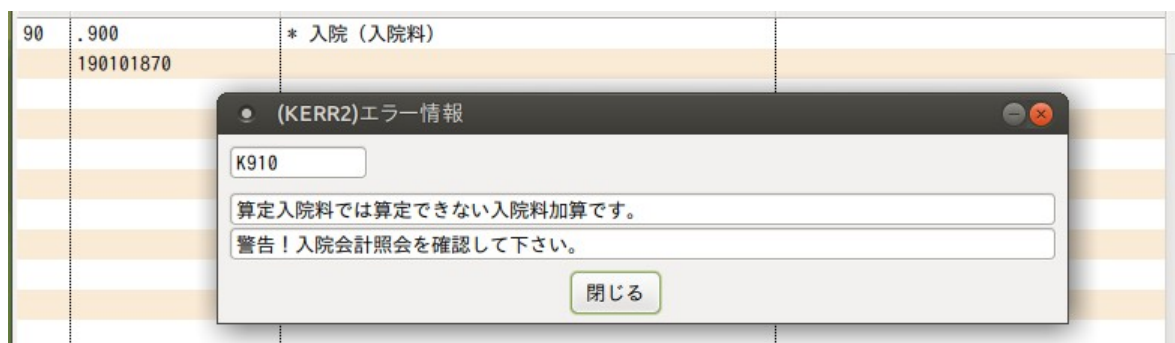 90 .900 * 入院（入院料）
190101870
(KERR2)エラー情報
K910
算定入院料では算定できない入院料加算です。
警告！入院会計照会を確認して下さい。
閉じる